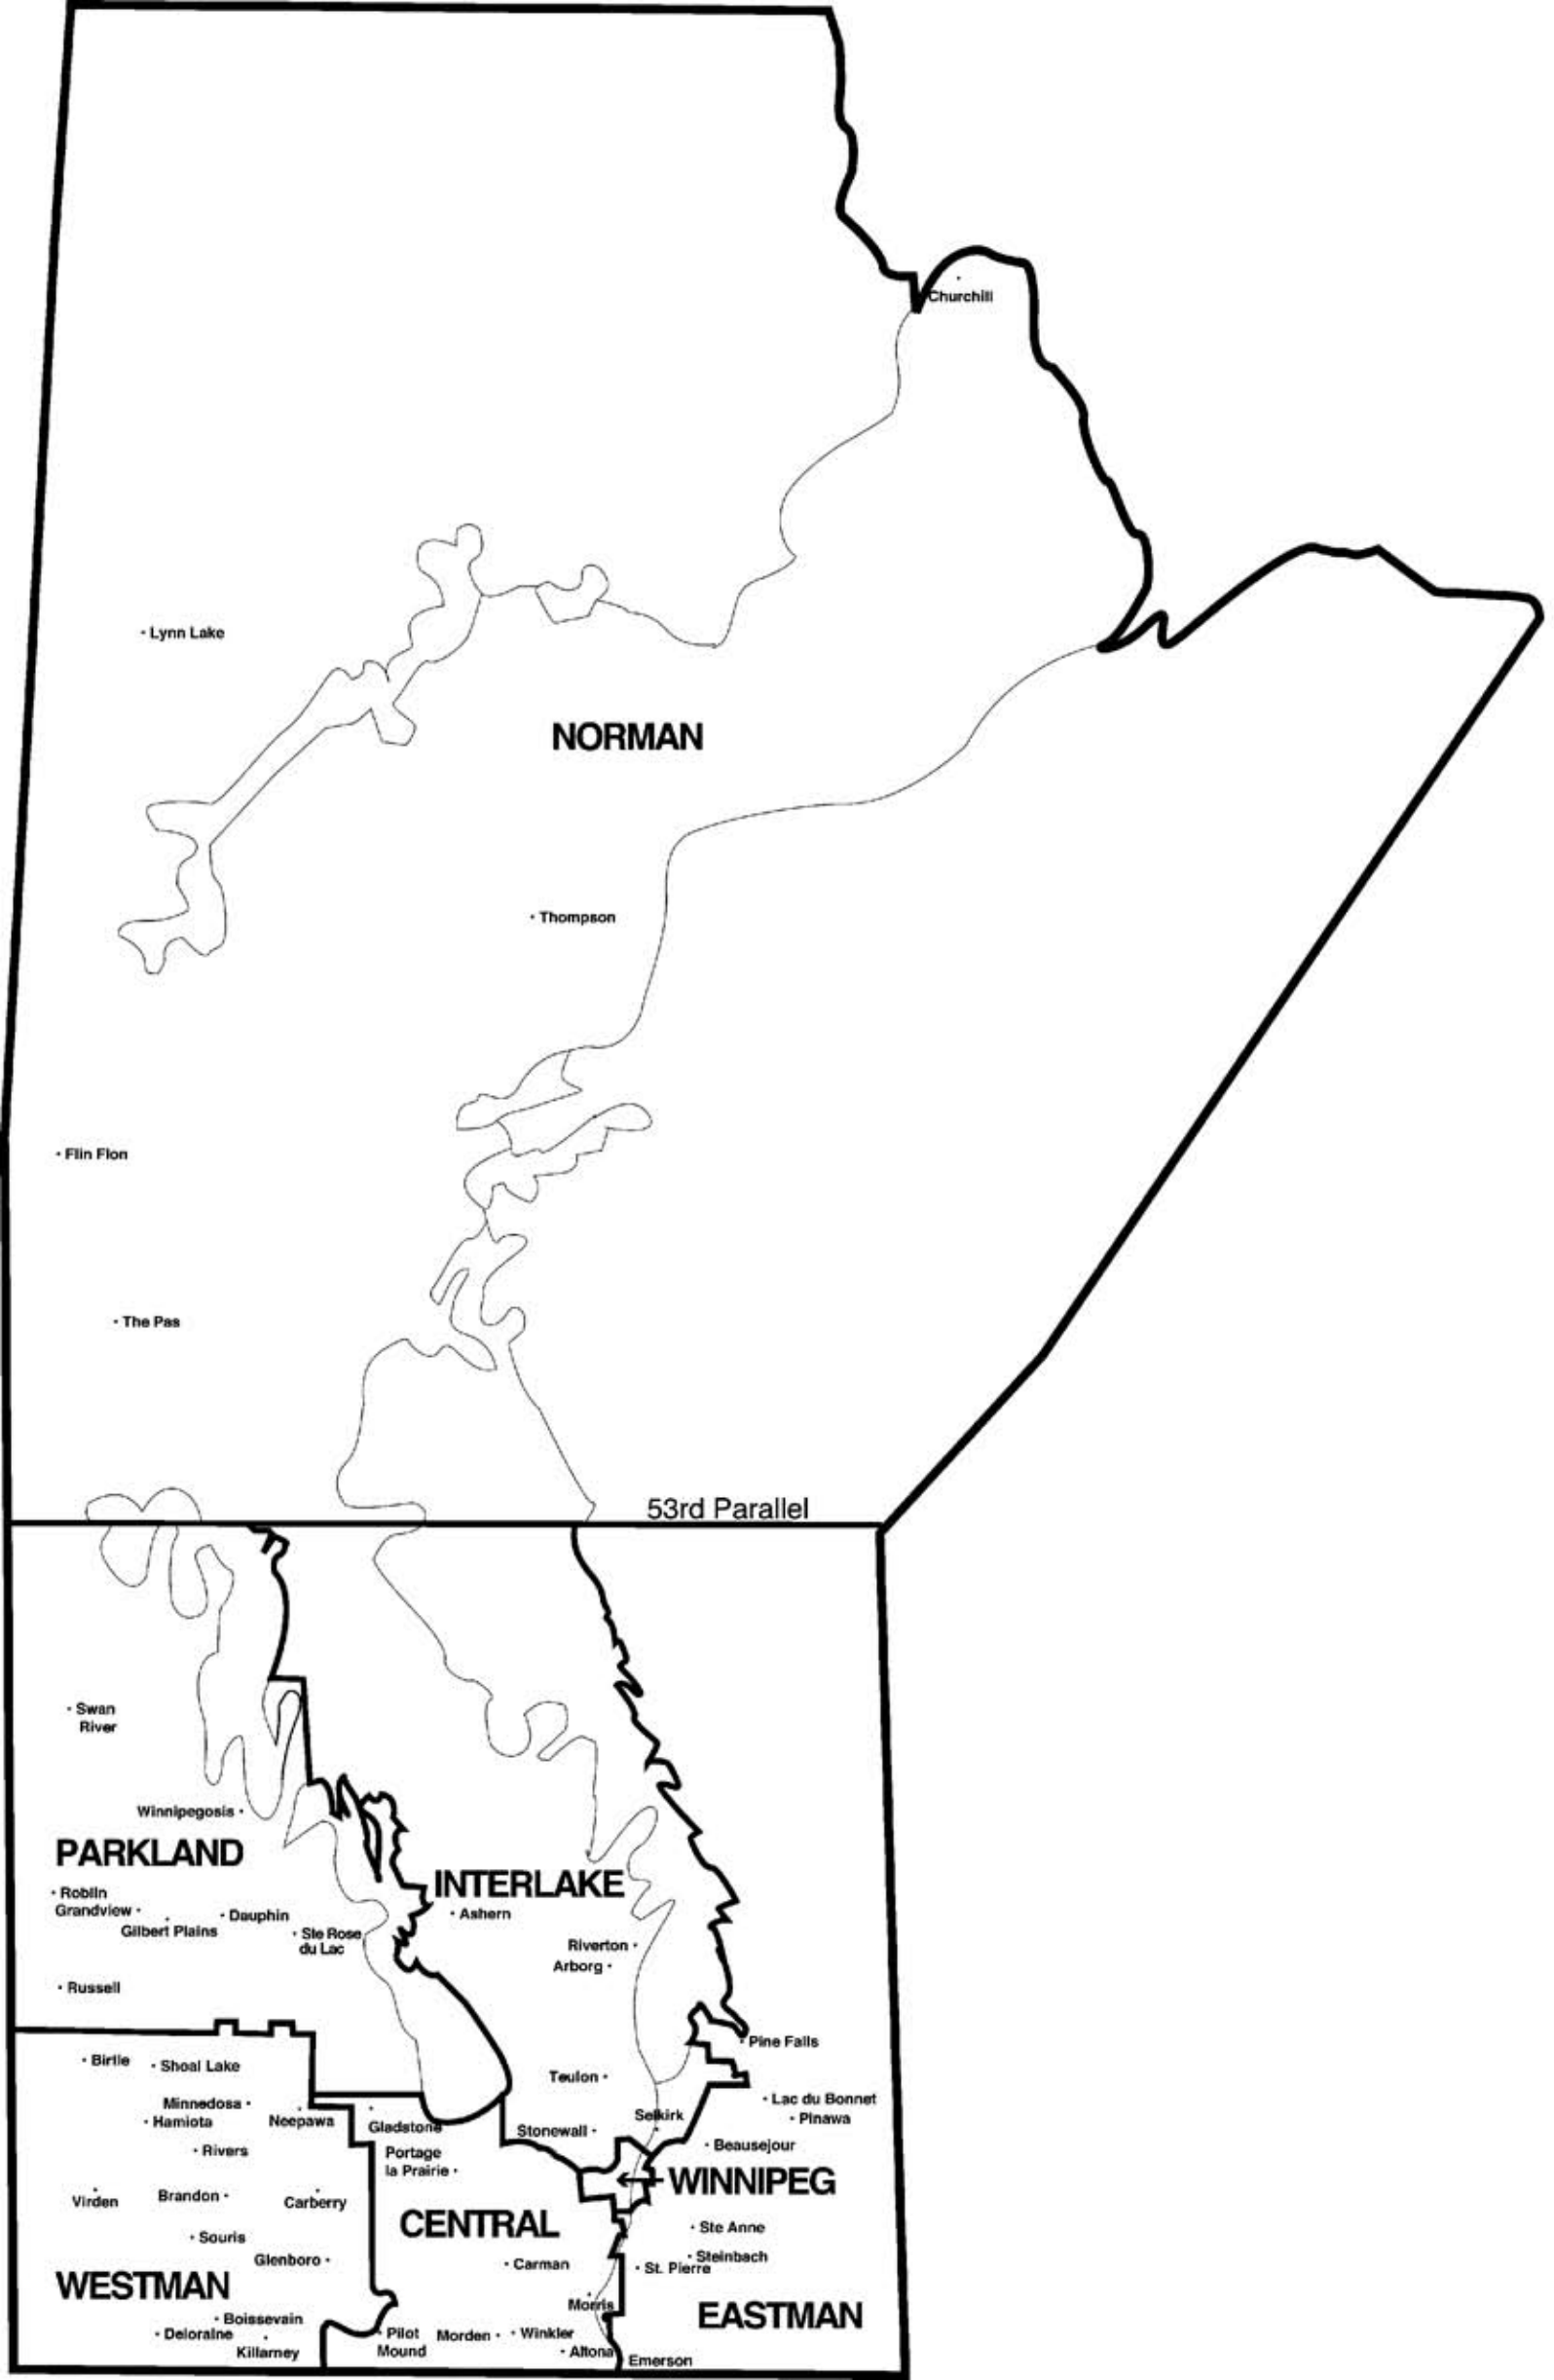 Churchill
Lynn Lake
NORMAN
Thompson
Flin Flon
The Pas
53rd Parallel
Swan
River
Winnipegosis
PARKLAND
INTERLAKE
Roblin
Grandview
Gilbert Plains
Dauphin
Ste Rose
du Lac
Ashern
Riverton
Arborg
Russell
Pine Falls
Birtle
Shoal Lake
Teulon
Minnedosa
Hamiota
Neepawa
Gladstone
Selkirk
Lac du Bonnet
Pinawa
Stonewall
Rivers
Portage
la Prairie
Beausejour
WINNIPEG
Virden
Brandon
Carberry
CENTRAL
Ste Anne
Souris
Glenboro
Carman
Steinbach
St. Pierre
WESTMAN
Morris
EASTMAN
Boissevain
Deloraine
Killarney
Pilot
Mound
Morden
Winkler
Altona
Emerson